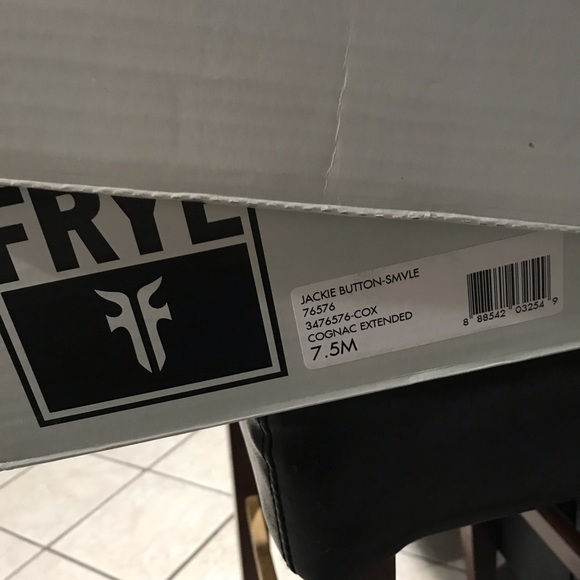 FRYE
JACKIE BUTTON-SMVLE
76576
3476576-COX
COGNAC EXTENDED
7.5M
8 88542 03254 9